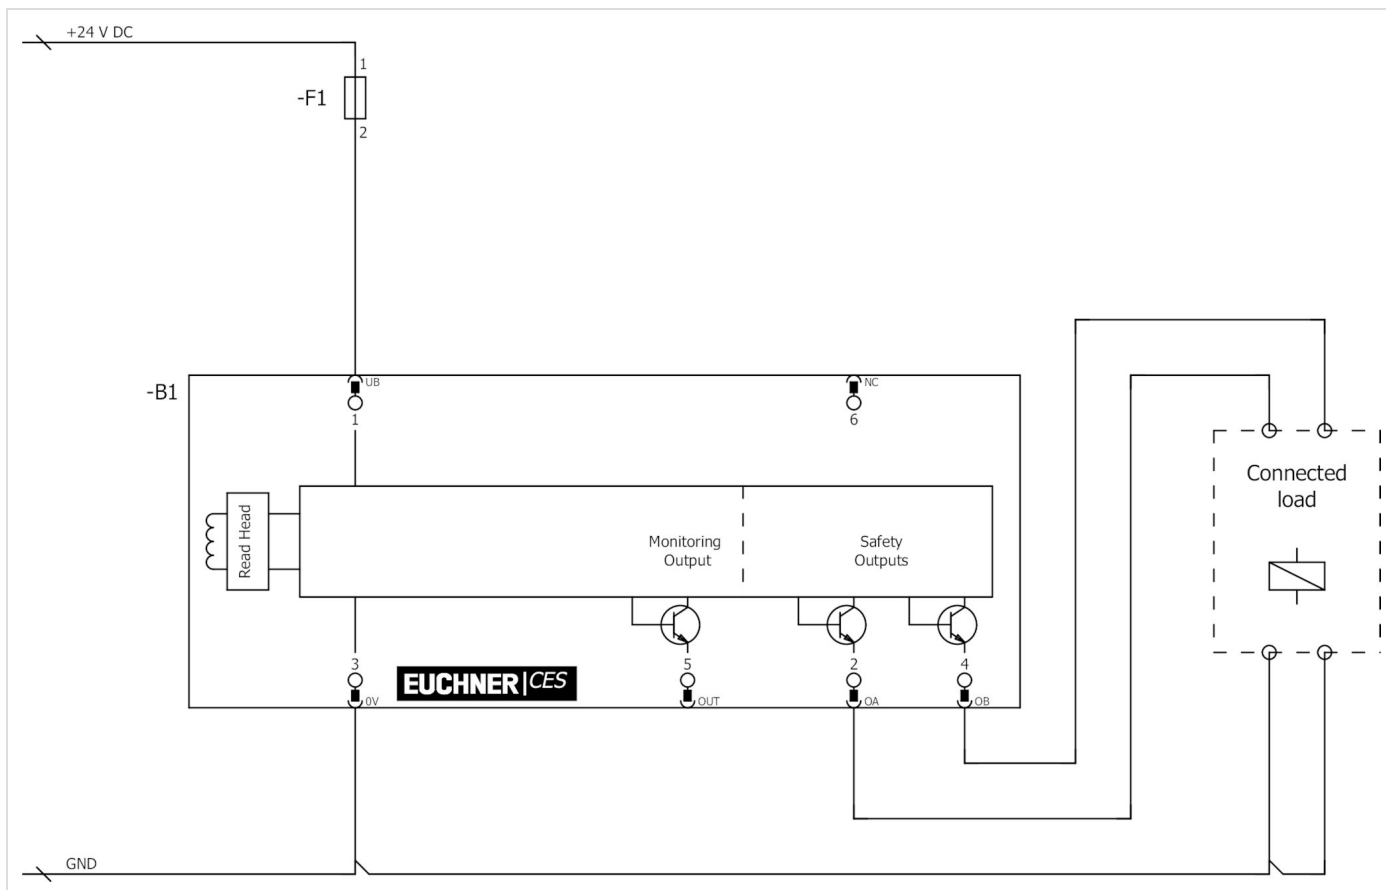 +24 V DC
1
-F1
2
-B1
UB
NC
1
6
Connected
load
Read Head
Monitoring
Output
Safety
Outputs
3
5
2
4
EUCHNER|CES
0V
OUT
OA
OB
GND